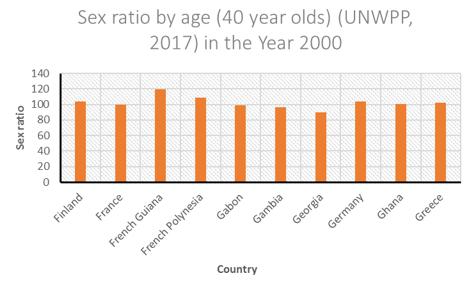 Sex ratio by age (40 year olds) (UNWPP,
2017) in the Year 2000
140
120
100
80
60
40
20
0
Sex ratio
Finland
France
French Guiana
French Polynesia
Gabon
Gambia
Georgia
Germany
Ghana
Greece
Country